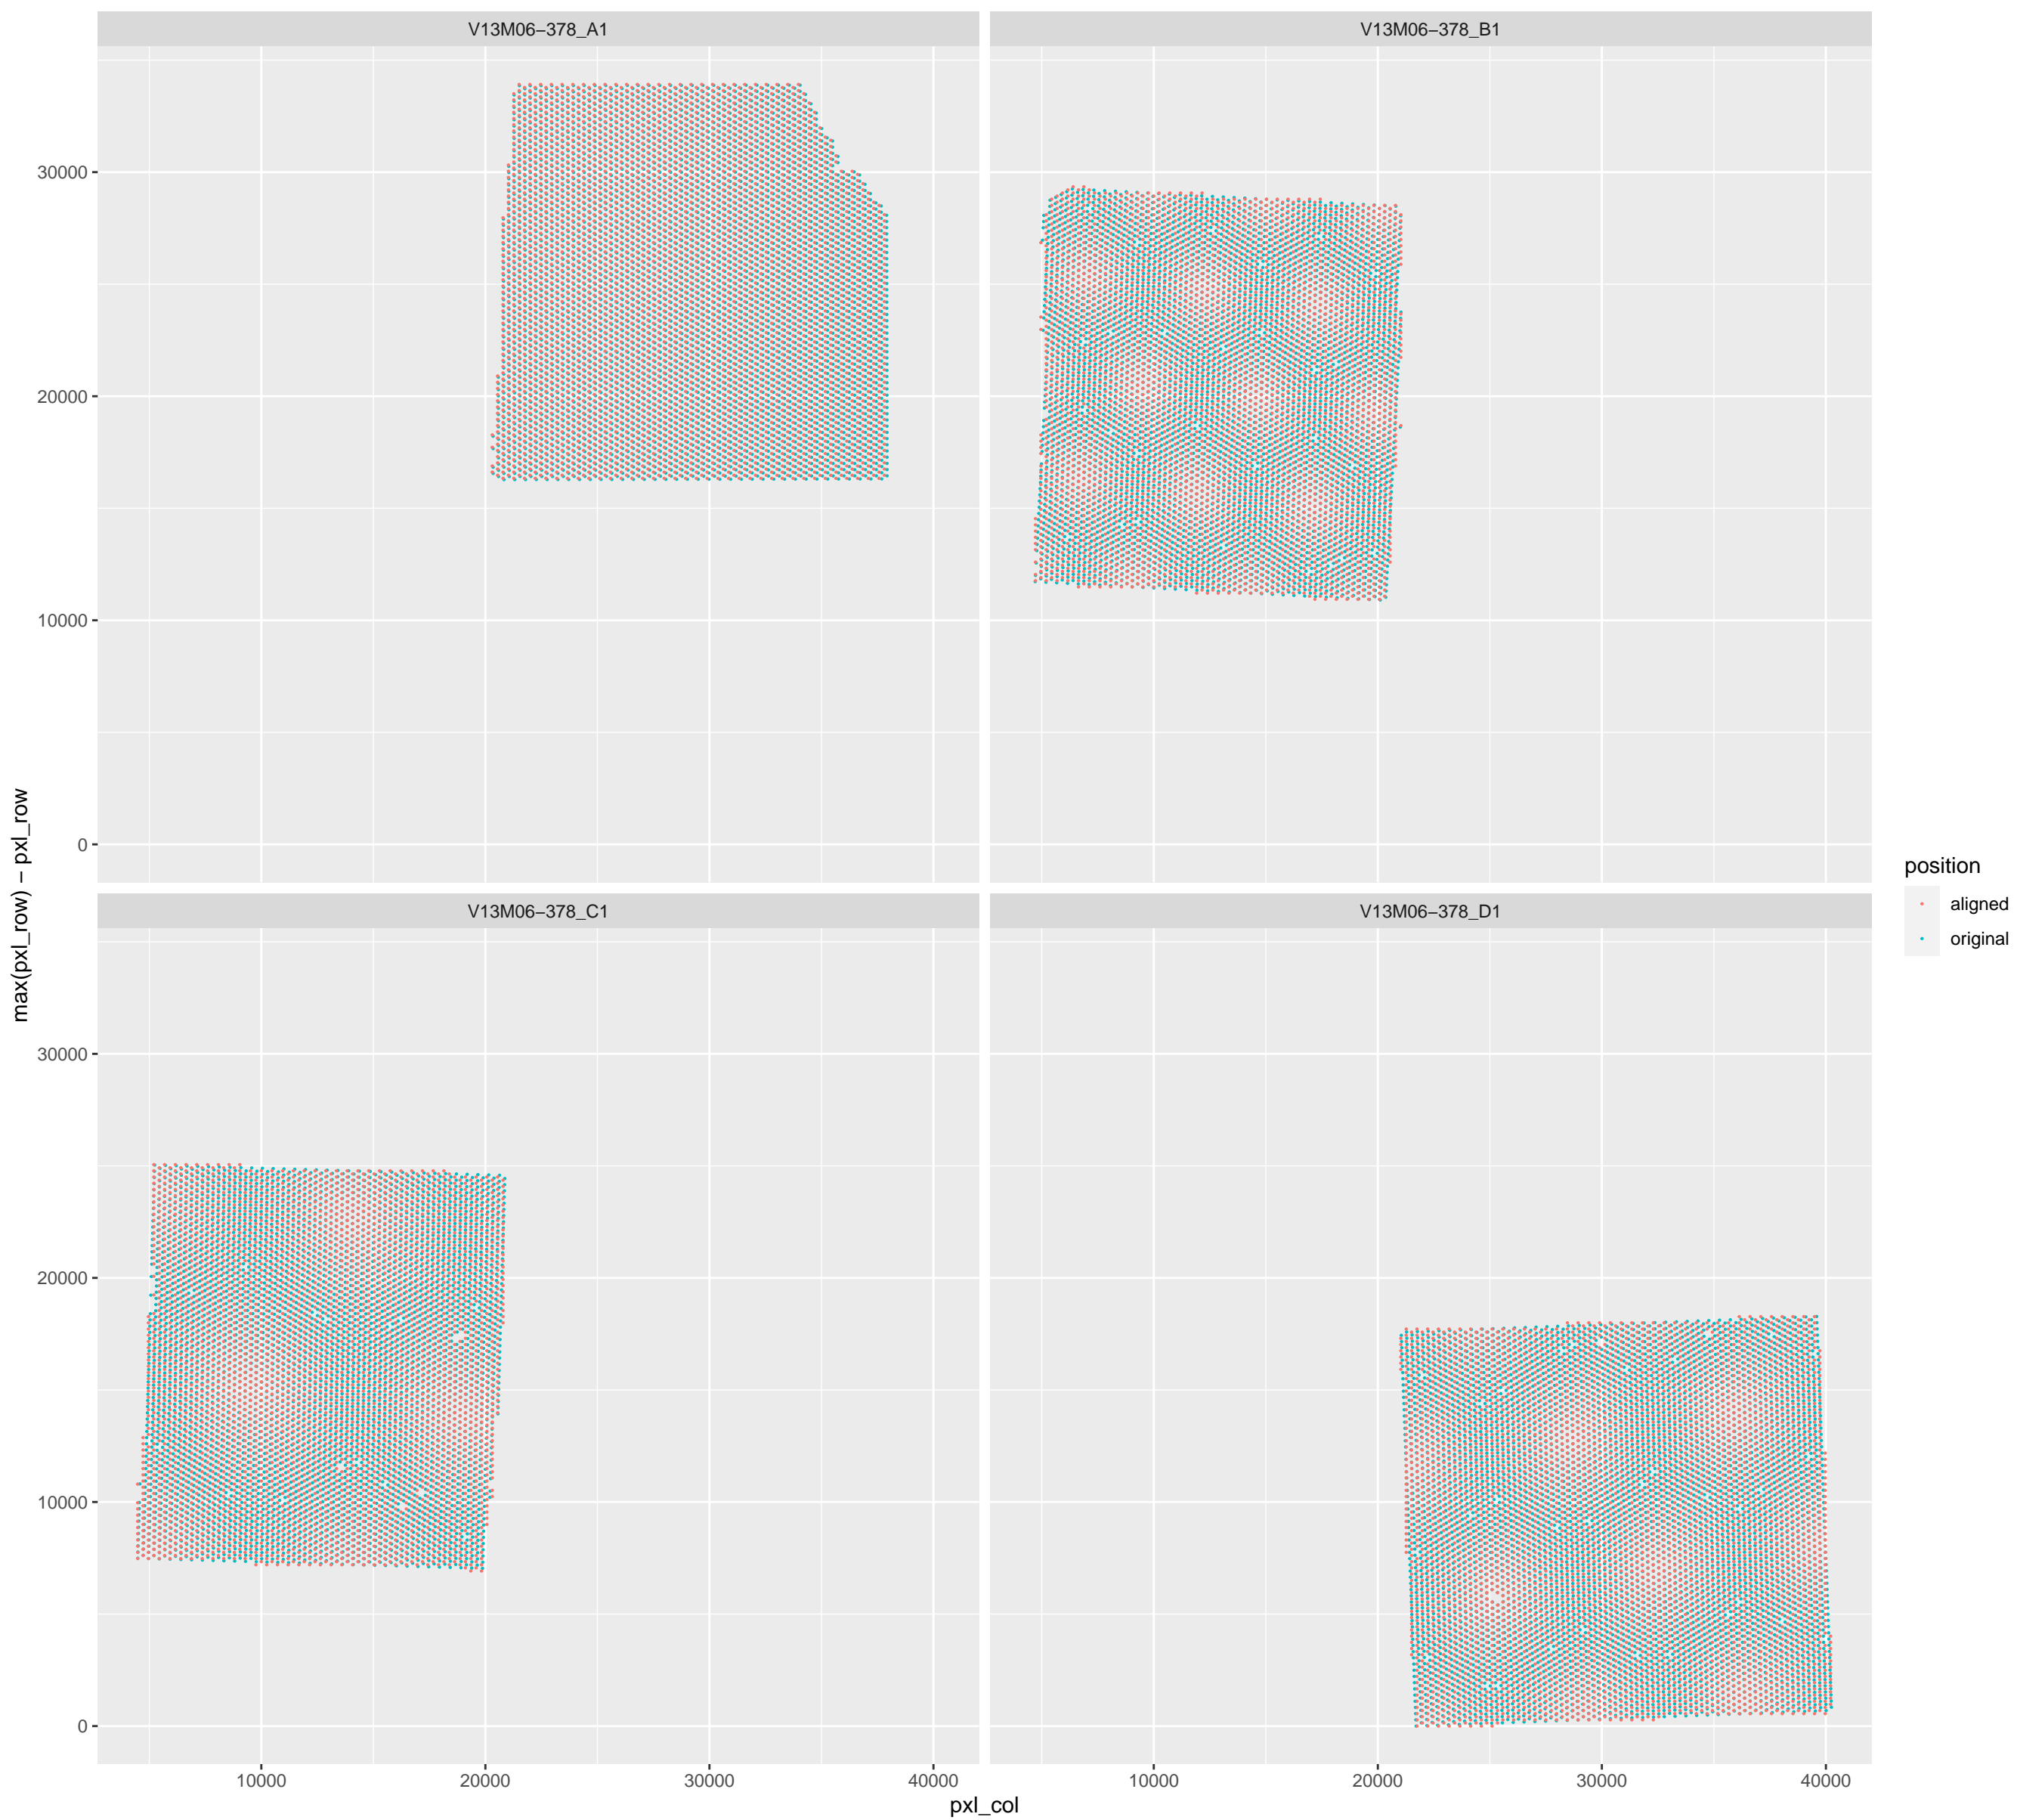 V13M06−378_A1
V13M06−378_B1
30000
20000
10000
0
max(pxl_row) − pxl_row
V13M06−378_C1
V13M06−378_D1
30000
20000
10000
0
10000 20000 30000 40000
10000 20000 30000 40000
pxl_col
position
aligned
original